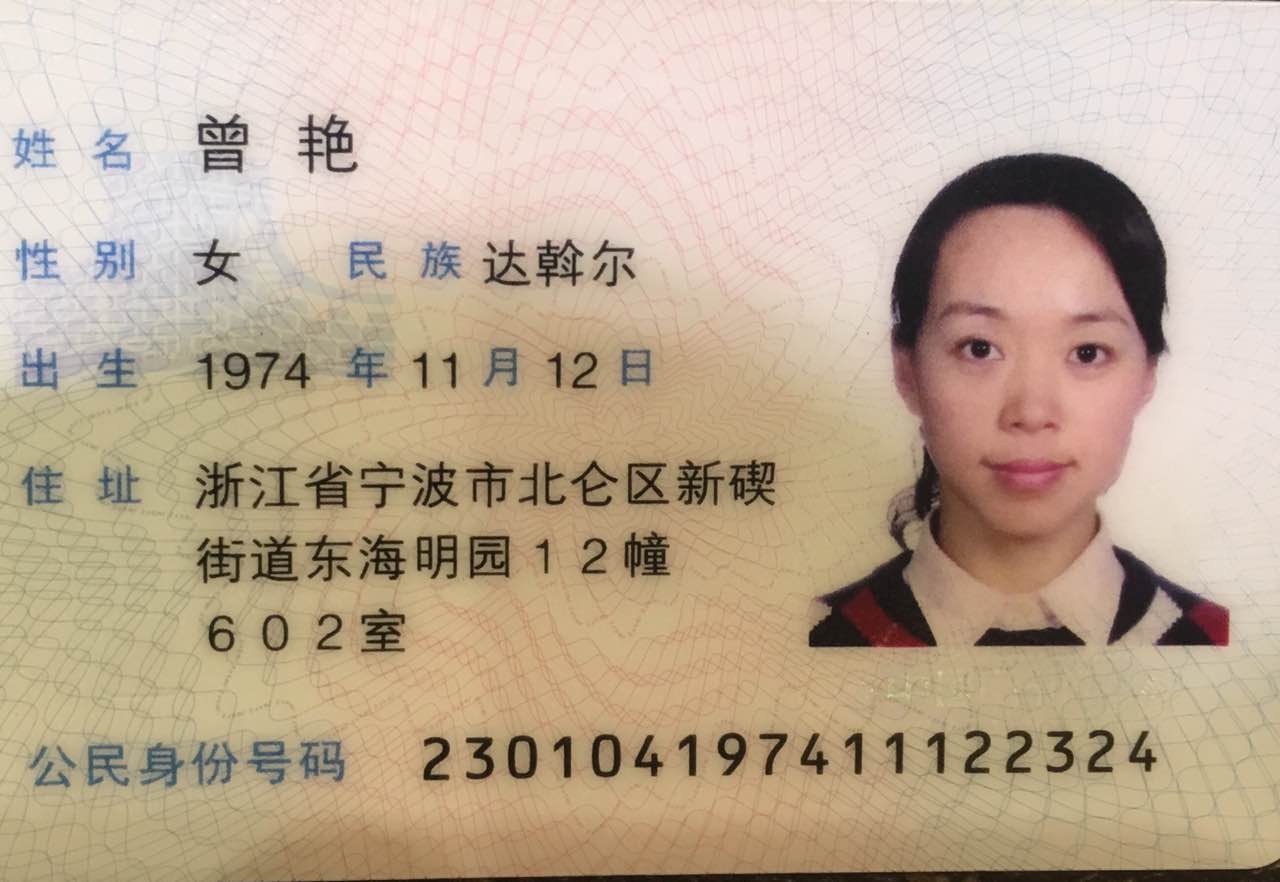 姓名 曾艳
性别 女 民族 达斡尔
出生 1974 年 11 月 12 日
住址 浙江省宁波市北仑区新碶
街道东海明园12幢
602室
公民身份号码 230104197411122324